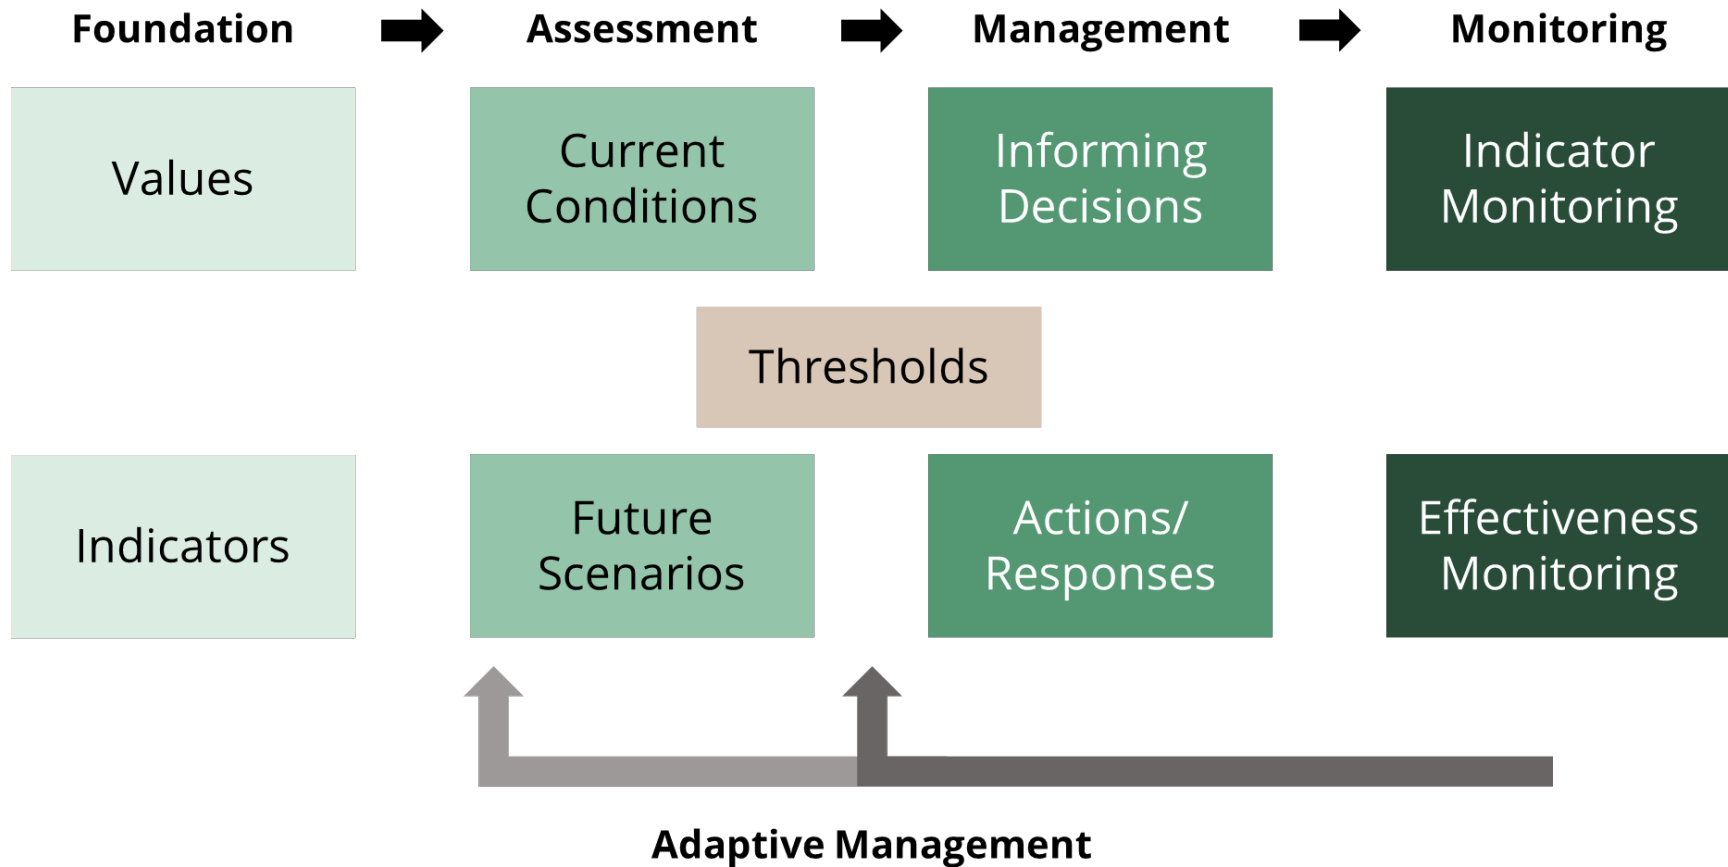 Foundation
Assessment
Management
Monitoring
Values
Current
Conditions
Informing
Decisions
Indicator
Monitoring
Thresholds
Indicators
Future
Scenarios
Actions/
Responses
Effectiveness
Monitoring
Adaptive Management